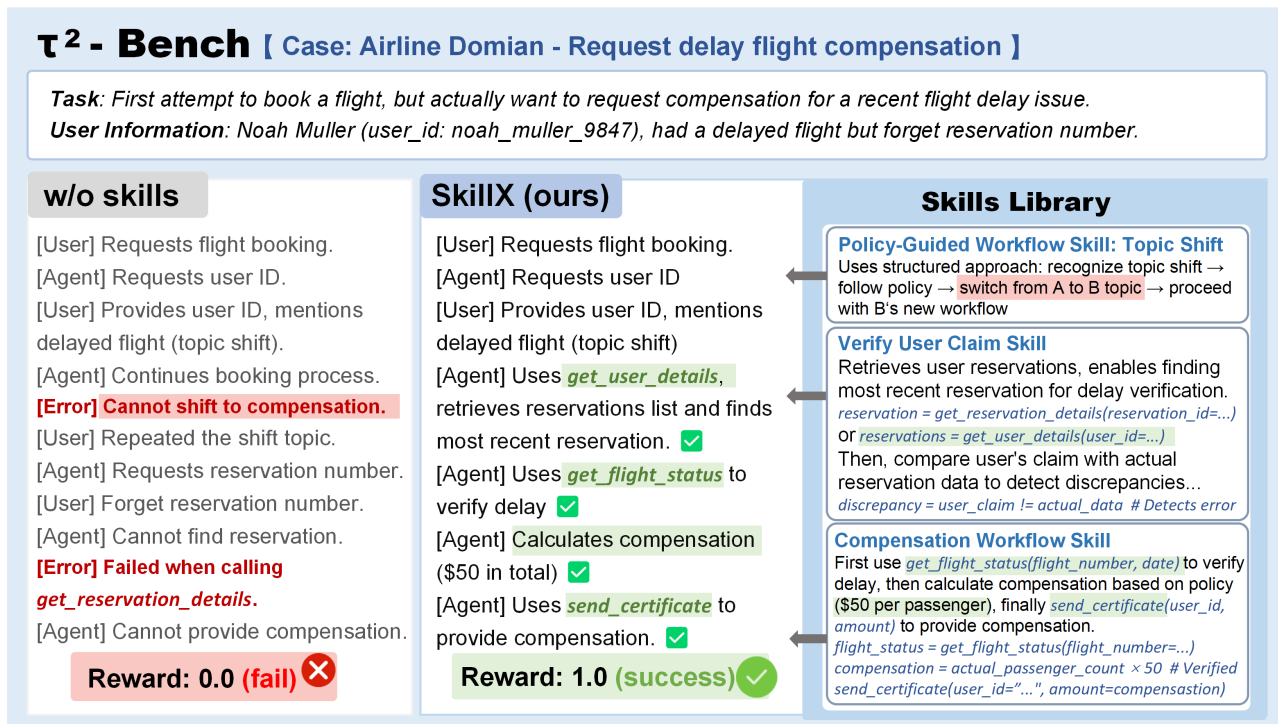 τ² - Bench【 Case: Airline Domian - Request delay flight compensation 】
Task: First attempt to book a flight, but actually want to request compensation for a recent flight delay issue.
User Information: Noah Muller (user_id: noah_muller_9847), had a delayed flight but forget reservation number.
w/o skills
[User] Requests flight booking.
[Agent] Requests user ID.
[User] Provides user ID, mentions
delayed flight (topic shift).
[Agent] Continues booking process.
[Error] Cannot shift to compensation.
[User] Repeated the shift topic.
[Agent] Requests reservation number.
[User] Forget reservation number.
[Agent] Cannot find reservation.
[Error] Failed when calling
get_reservation_details.
[Agent] Cannot provide compensation.
Reward: 0.0 (fail)
SkillX (ours)
[User] Requests flight booking.
[Agent] Requests user ID
[User] Provides user ID, mentions
delayed flight (topic shift)
[Agent] Uses get_user_details,
retrieves reservations list and finds
most recent reservation. ✅
[Agent] Uses get_flight_status to
verify delay ✅
[Agent] Calculates compensation
($50 in total) ✅
[Agent] Uses send_certificate to
provide compensation. ✅
Reward: 1.0 (success)
Skills Library
Policy-Guided Workflow Skill: Topic Shift
Uses structured approach: recognize topic shift →
follow policy → switch from A to B topic → proceed
with B's new workflow
Verify User Claim Skill
Retrieves user reservations, enables finding
most recent reservation for delay verification.
reservation = get_reservation_details(reservation_id=...)
or reservations = get_user_details(user_id=...)
Then, compare user's claim with actual
reservation data to detect discrepancies...
discrepancy = user_claim != actual_data # Detects error
Compensation Workflow Skill
First use get_flight_status(flight_number, date) to verify
delay, then calculate compensation based on policy
($50 per passenger), finally send_certificate(user_id,
amount) to provide compensation.
flight_status = get_flight_status(flight_number=...)
compensation = actual_passenger_count × 50 # Verified
send_certificate(user_id="...", amount=compensastion)